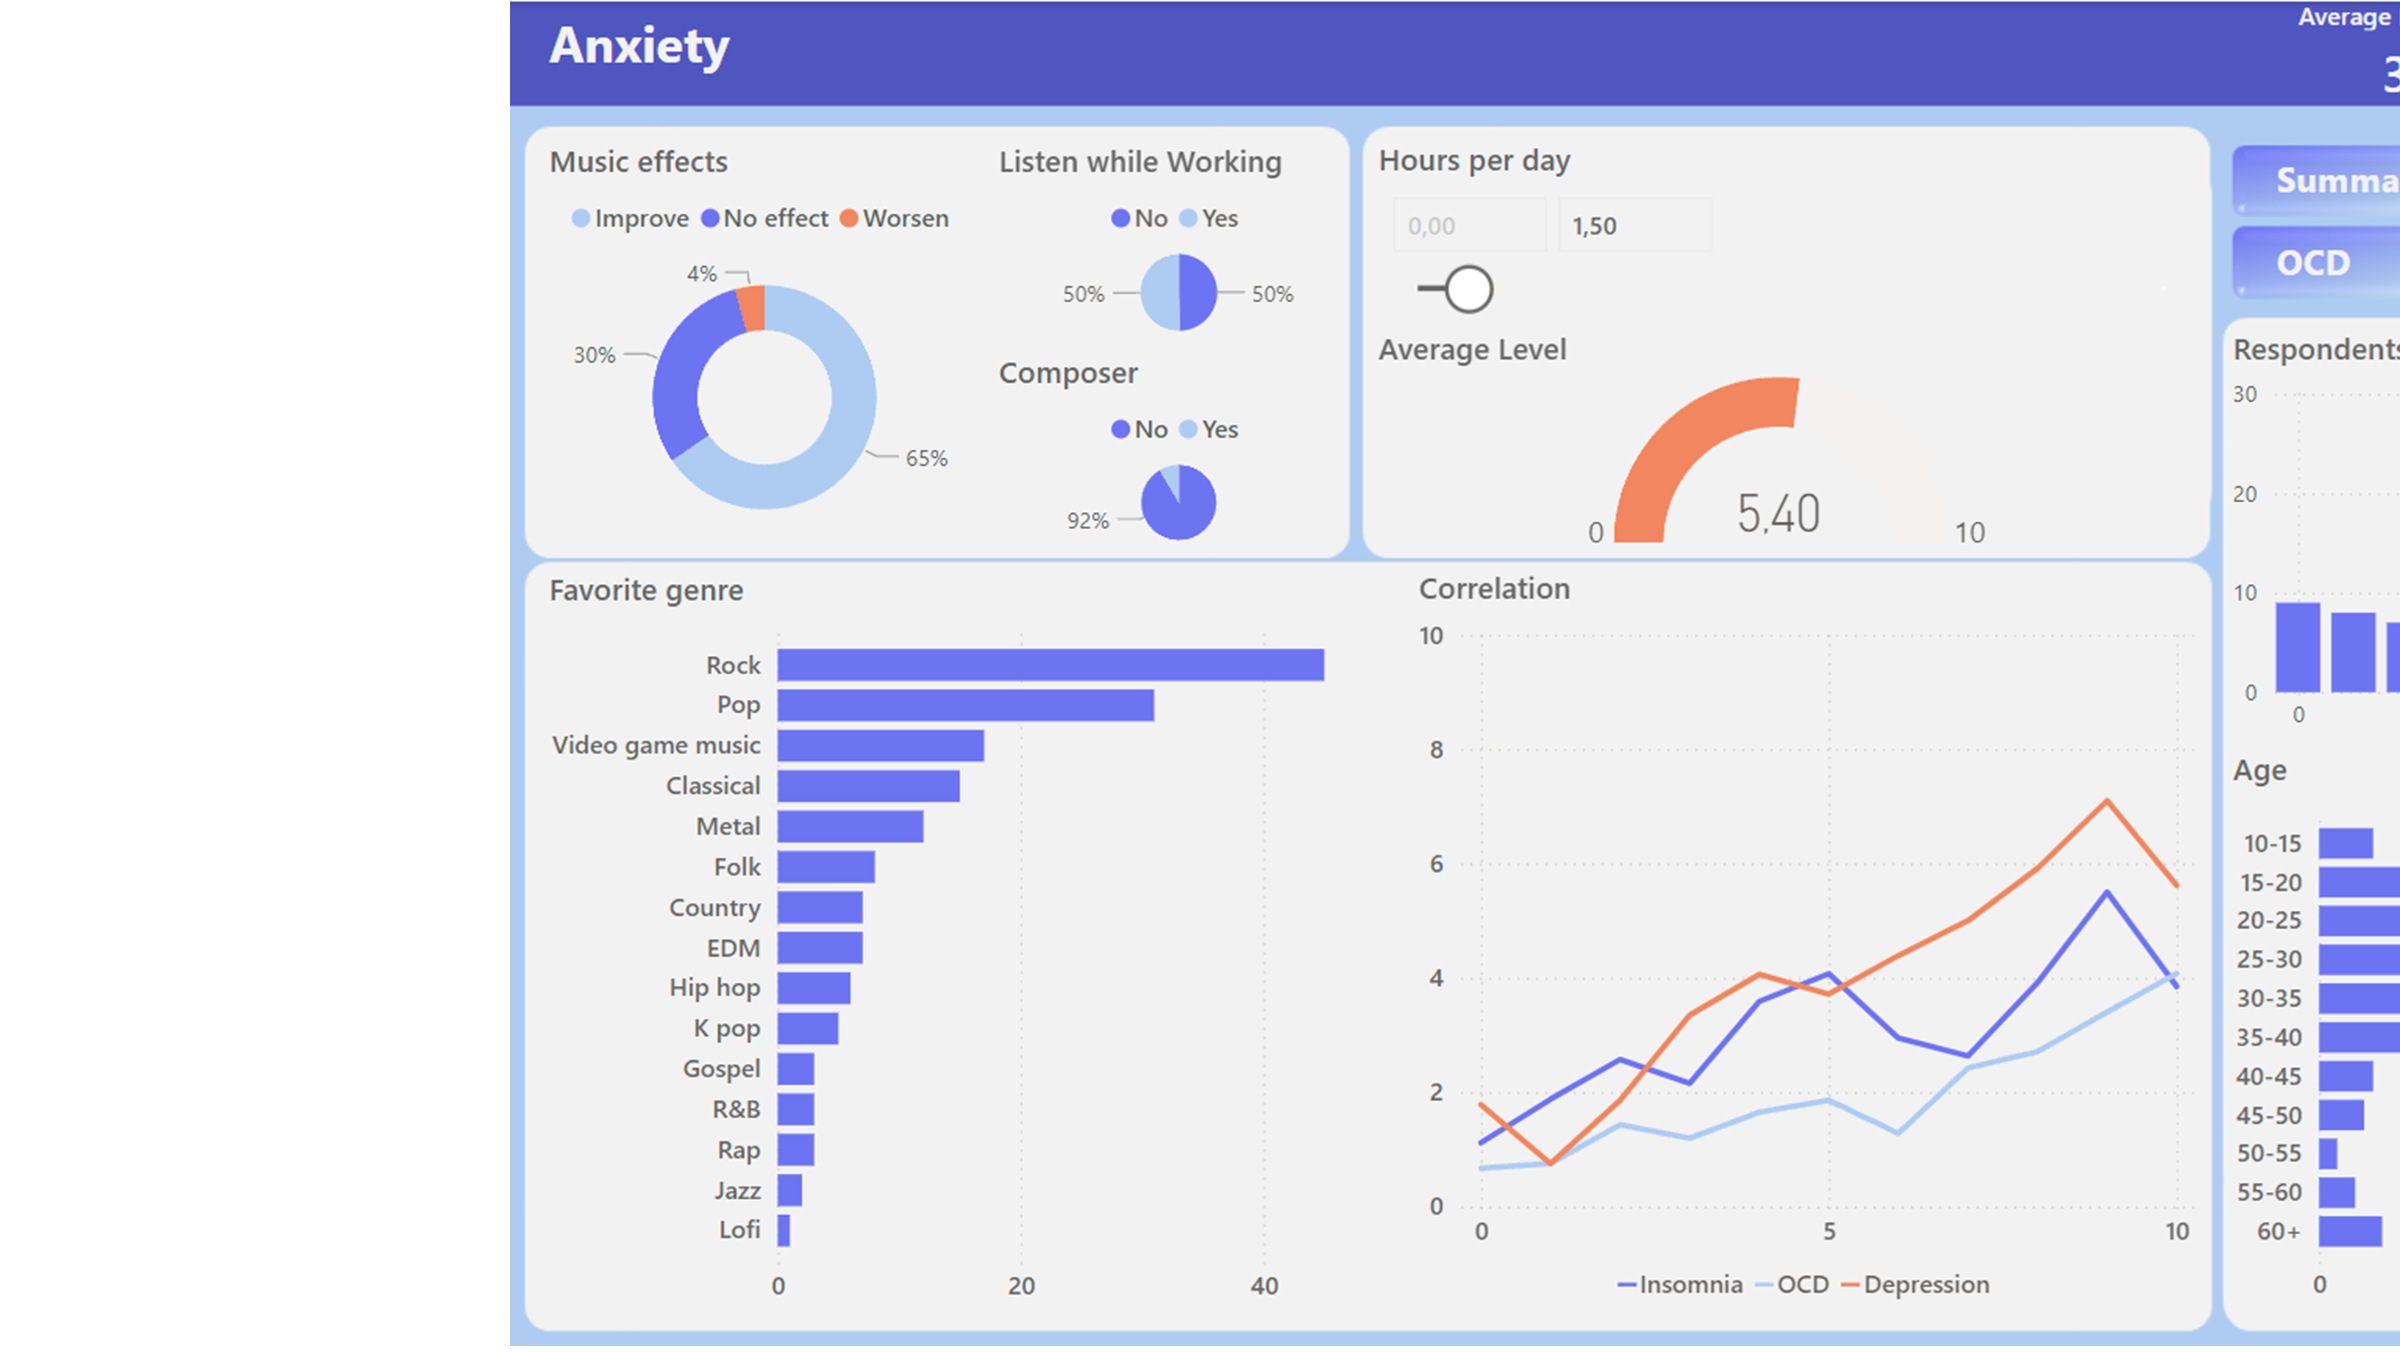 Anxiety
Average
3
Music effects
Improve No effect Worsen
4%
30%
65%
Listen while Working
No Yes
50% 50%
Composer
No Yes
92%
Hours per day
0,00 1,50
Average Level
0 5,40 10
Summa
OCD
Favorite genre
Rock
Pop
Video game music
Classical
Metal
Folk
Country
EDM
Hip hop
K pop
Gospel
R&B
Rap
Jazz
Lofi
0 20 40
Correlation
10
8
6
4
2
0
0 5 10
Insomnia OCD Depression
Respondents
30
20
10
0
0
Age
10-15
15-20
20-25
25-30
30-35
35-40
40-45
45-50
50-55
55-60
60+
0